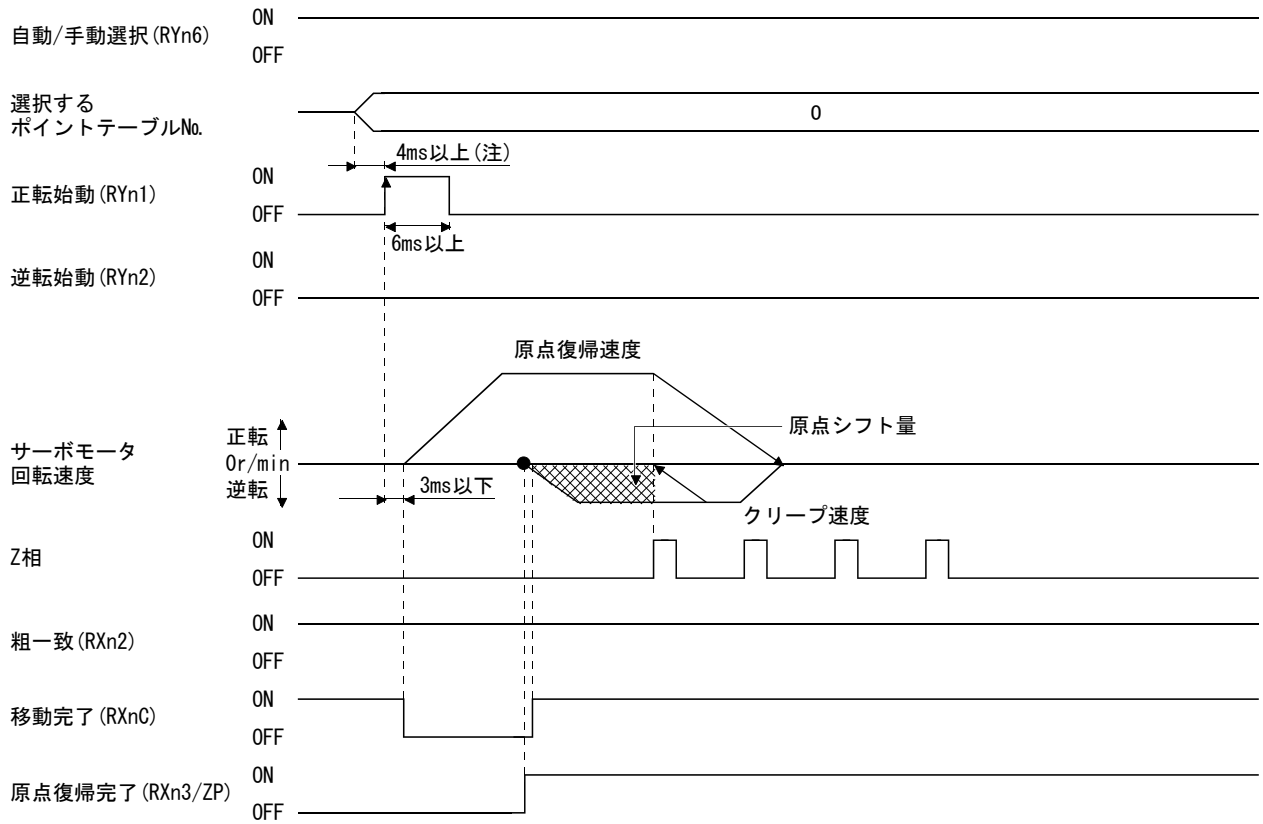 自動/手動選択(RYn6)
ON
OFF
選択する
ポイントテーブルNo.
0
4ms以上(注)
正転始動(RYn1)
ON
OFF
6ms以上
逆転始動(RYn2)
ON
OFF
原点復帰速度
サーボモータ
回転速度
正転
0r/min
逆転
3ms以下
原点シフト量
クリープ速度
Z相
ON
OFF
粗一致(RXn2)
ON
OFF
移動完了(RXnC)
ON
OFF
原点復帰完了(RXn3/ZP)
ON
OFF